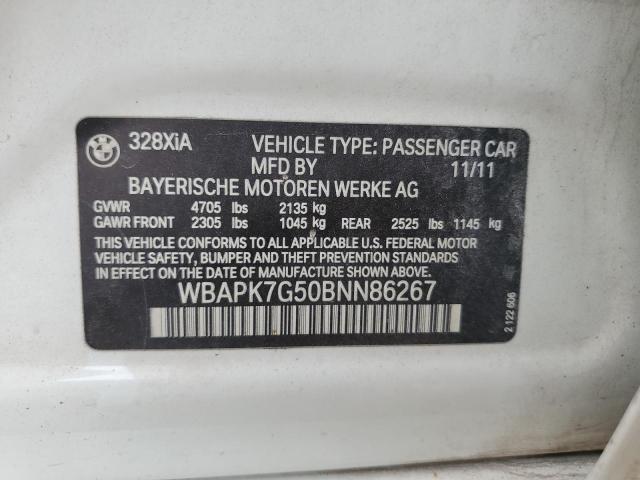 BMW
328XiA VEHICLE TYPE: PASSENGER CAR
MFD BY 11/11
BAYERISCHE MOTOREN WERKE AG
GVWR 4705 lbs 2135 kg
GAWR FRONT 2305 lbs 1045 kg REAR 2525 lbs 1145 kg
THIS VEHICLE CONFORMS TO ALL APPLICABLE U.S. FEDERAL MOTOR
VEHICLE SAFETY, BUMPER AND THEFT PREVENTION STANDARDS
IN EFFECT ON THE DATE OF MANUFACTURE SHOWN ABOVE.
WBAPK7G50BNN86267
2 122 606